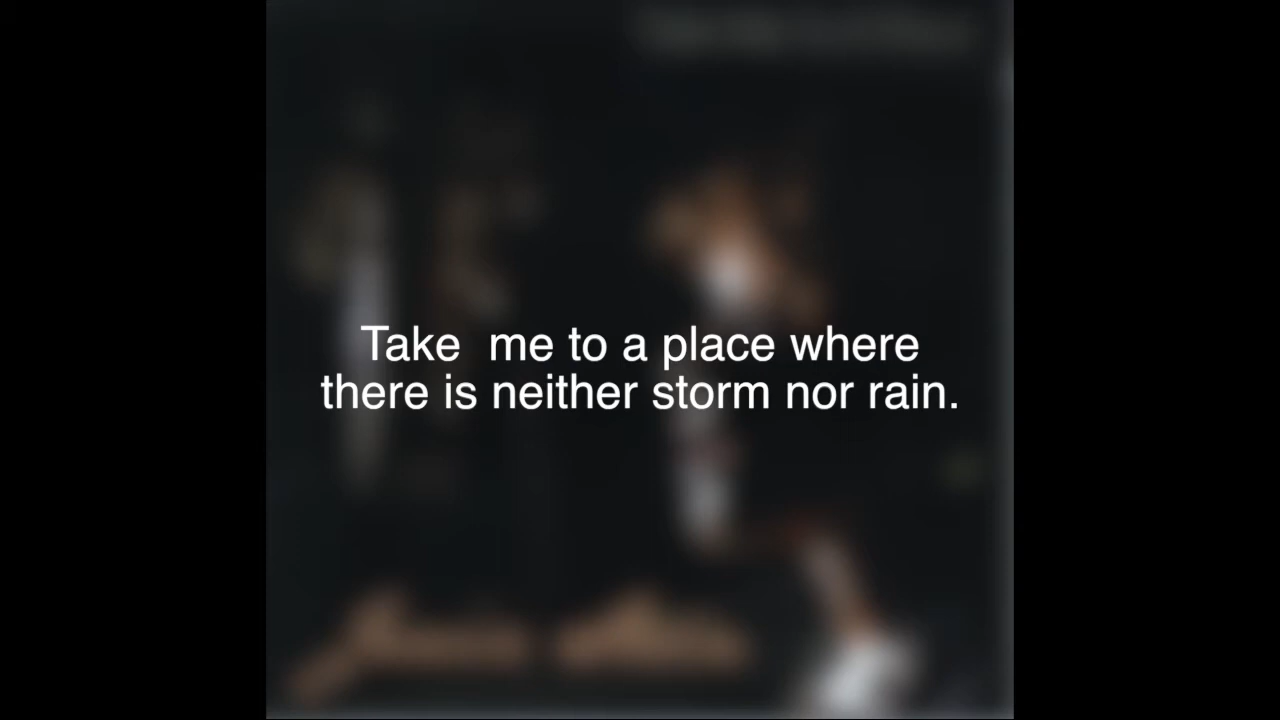 Take  me to a place where
there is neither storm nor rain.